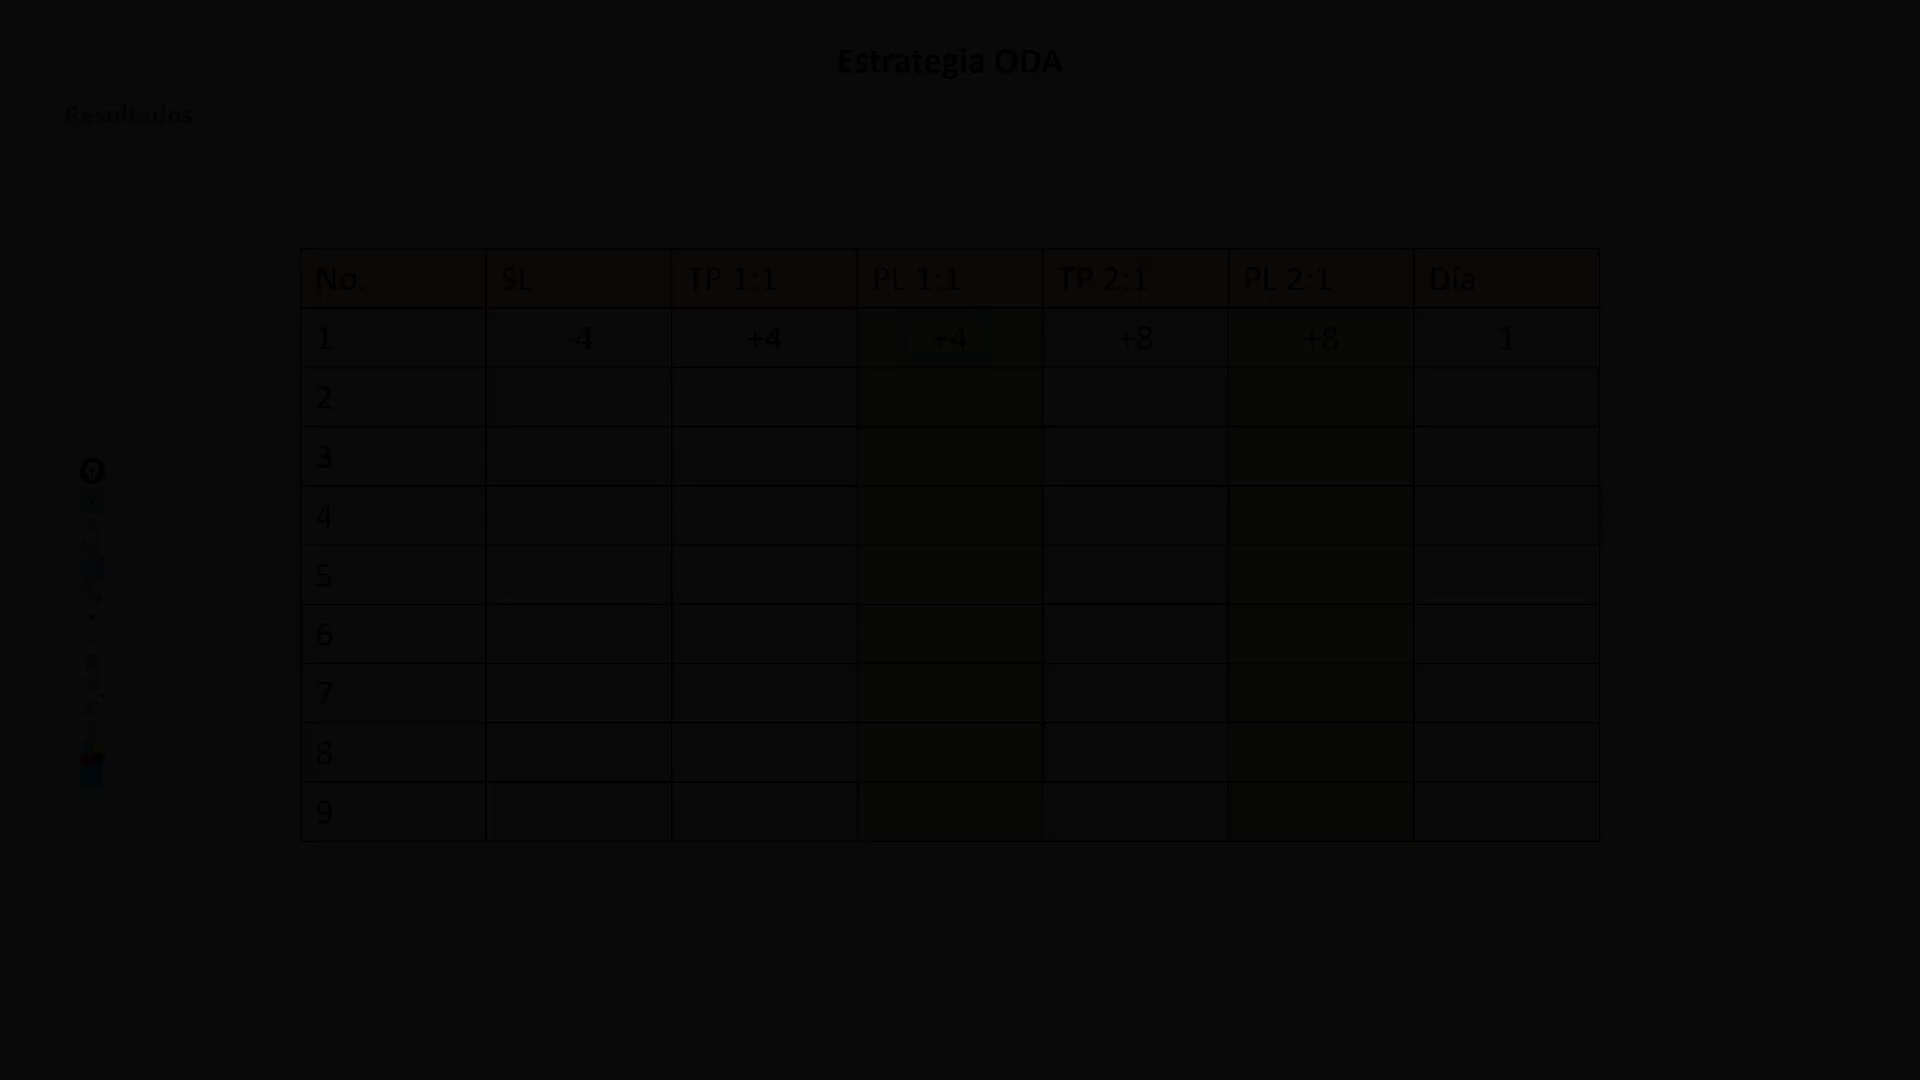 Estrategia ODA
Resultados
No. SL TP 1:1 PL 1:1 TP 2:1 PL 2:1 Día
1 -4 +4 +4 +8 +8 1
2
3
4
5
6
7
8
9